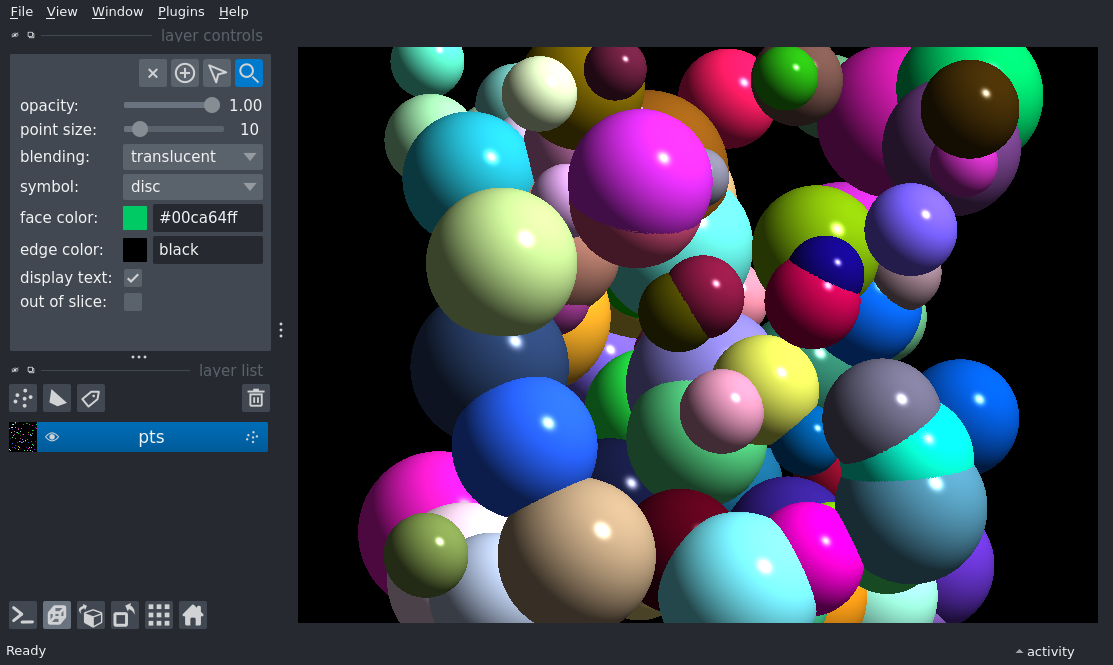 File View Window Plugins Help
layer controls
opacity: 1.00
point size: 10
blending: translucent
symbol: disc
face color: #00ca64ff
edge color: black
display text:
out of slice:
layer list
pts
Ready
activity